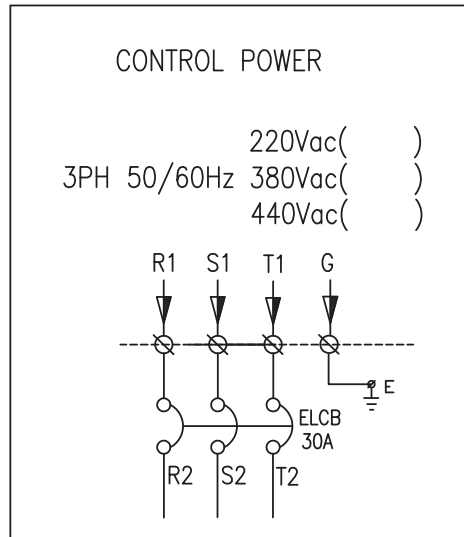 CONTROL POWER
220Vac( )
3PH 50/60Hz 380Vac( )
440Vac( )
R1 S1 T1 G
E
ELCB
30A
R2 S2 T2